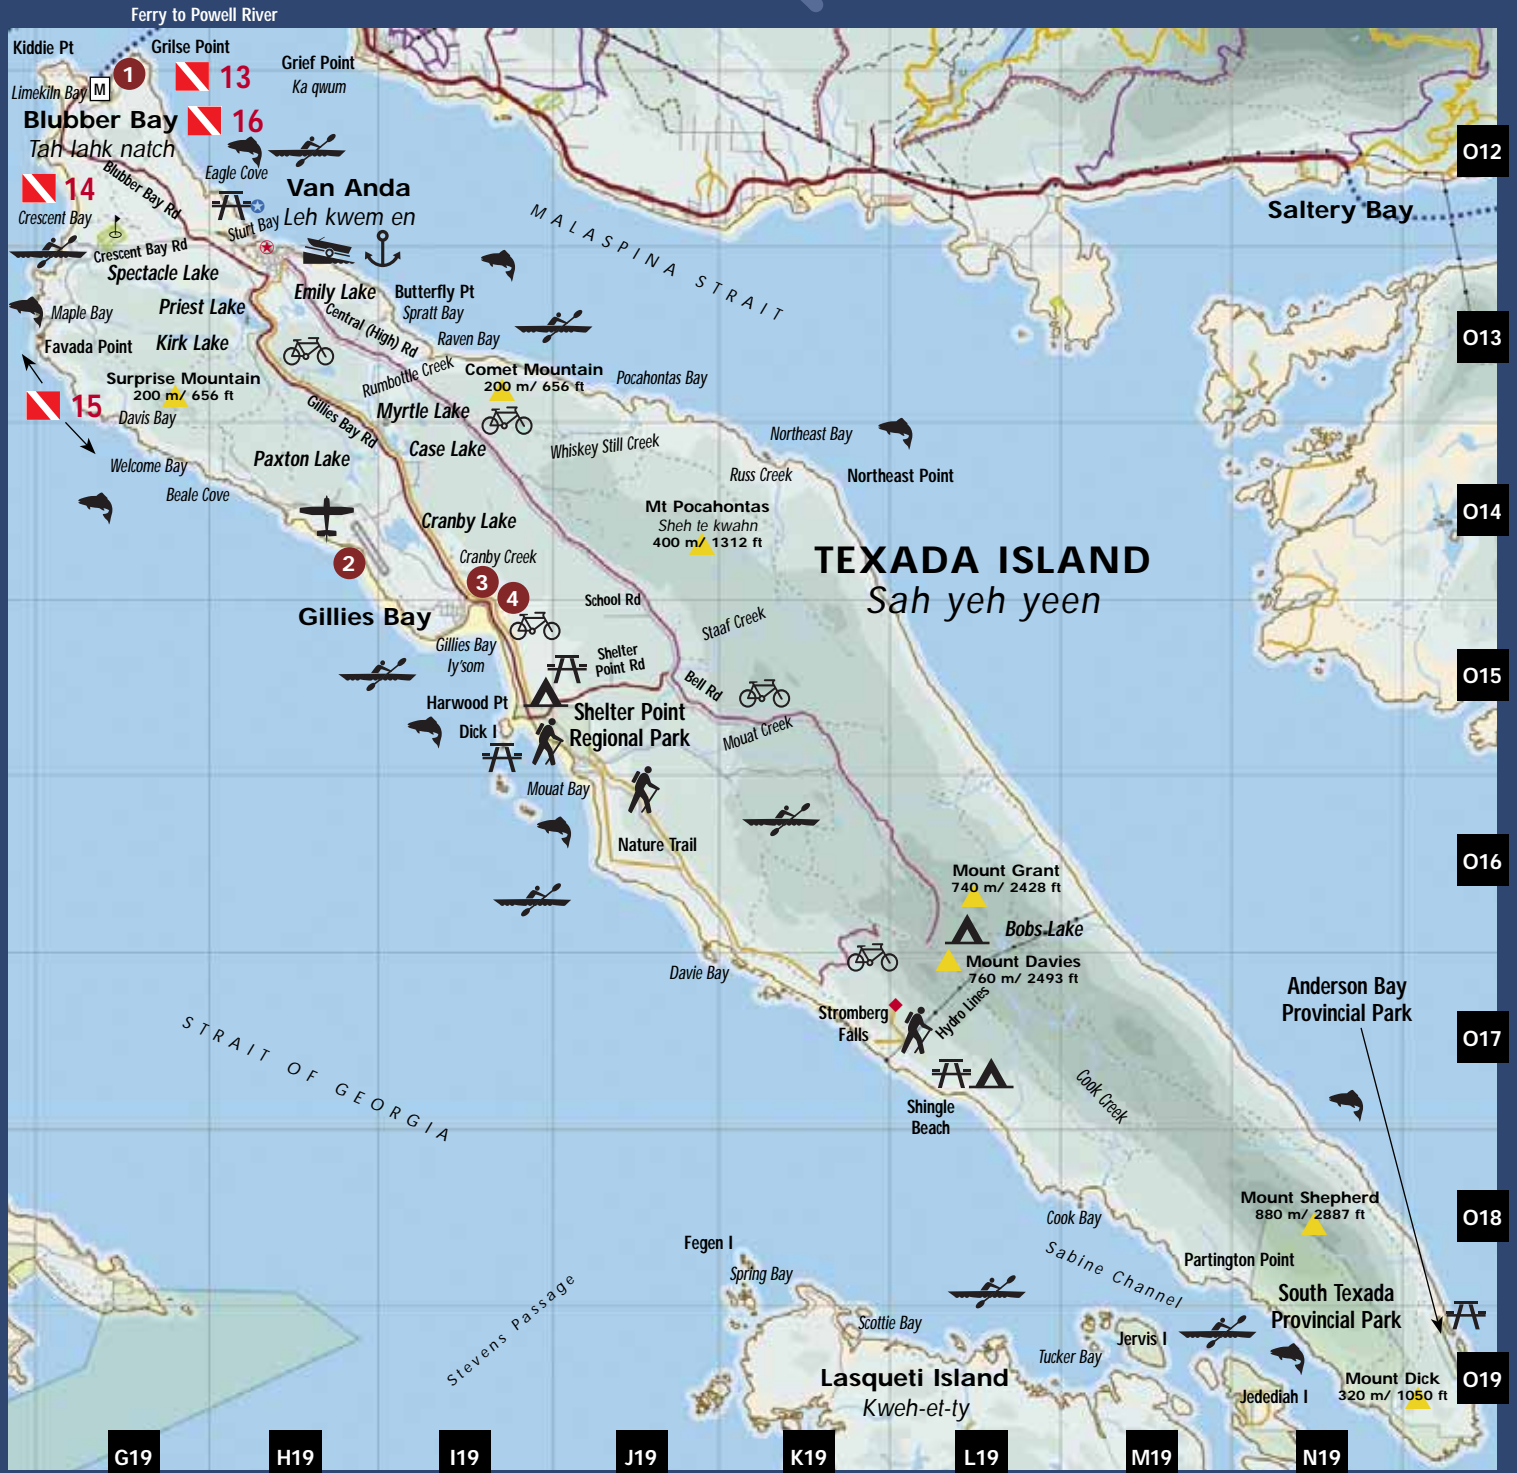 Ferry to Powell River
Kiddie Pt
Grilse Point
Grief Point
Ka qwum
1
13
Limekiln Bay
M
Blubber Bay
16
Tah lahk natch
O12
Blubber Bay Rd
Eagle Cove
14
Van Anda
Leh kwem en
Crescent Bay
Sturt Bay
MALASPINA STRAIT
Saltery Bay
Crescent Bay Rd
Spectacle Lake
Emily Lake
Butterfly Pt
Maple Bay
Priest Lake
Spratt Bay
Central (High) Rd
Raven Bay
O13
Favada Point
Kirk Lake
Rumbottle Creek
Comet Mountain
200 m/ 656 ft
Pocahontas Bay
Surprise Mountain
200 m/ 656 ft
15
Davis Bay
Gillies Bay Rd
Myrtle Lake
Northeast Bay
Whiskey Still Creek
Case Lake
Paxton Lake
Welcome Bay
Russ Creek
Northeast Point
Beale Cove
Mt Pocahontas
Sheh te kwahn
400 m/ 1312 ft
O14
Cranby Lake
Cranby Creek
TEXADA ISLAND
Sah yeh yeen
2
3
4
School Rd
Gillies Bay
Staaf Creek
Gillies Bay
Iy'som
Shelter
Point Rd
Bell Rd
O15
Harwood Pt
Shelter Point
Regional Park
Dick I
Mouat Creek
Mouat Bay
Nature Trail
O16
Mount Grant
740 m/ 2428 ft
Bobs Lake
Mount Davies
760 m/ 2493 ft
Davie Bay
Anderson Bay
Provincial Park
Stromberg
Falls
Hydro Lines
O17
STRAIT OF GEORGIA
Cook Creek
Shingle
Beach
Mount Shepherd
880 m/ 2887 ft
O18
Cook Bay
Fegen I
Sabine Channel
Partington Point
Spring Bay
Stevens Passage
South Texada
Provincial Park
Scottie Bay
Jervis I
Tucker Bay
Lasqueti Island
Kweh-et-ty
Jedediah I
Mount Dick
320 m/ 1050 ft
O19
G19
H19
I19
J19
K19
L19
M19
N19